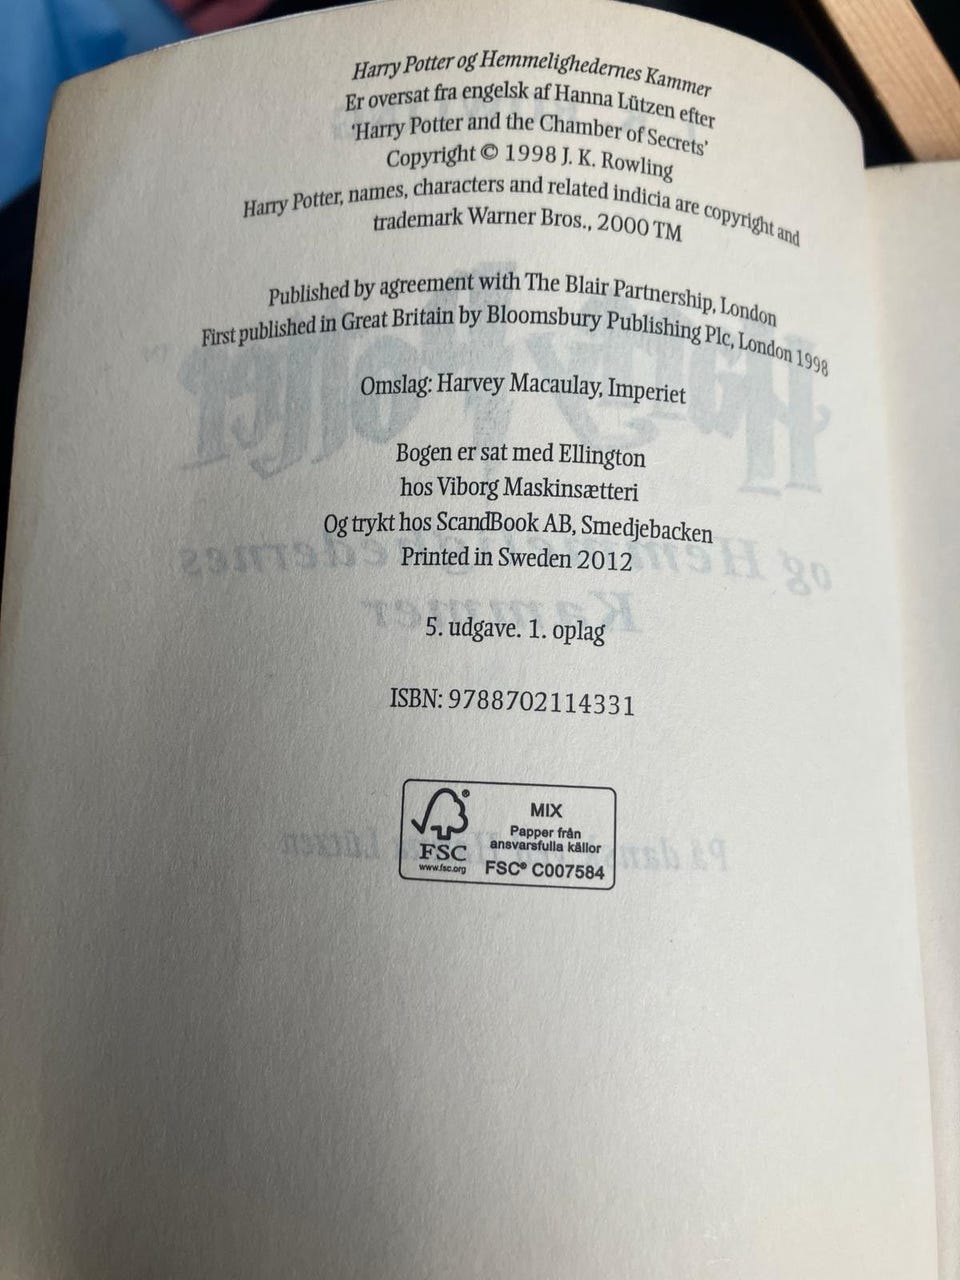 Harry Potter og Hemmelighedernes Kammer
Er oversat fra engelsk af Hanna Lützen efter
'Harry Potter and the Chamber of Secrets'
Copyright © 1998 J. K. Rowling
Harry Potter, names, characters and related indicia are copyright and
trademark Warner Bros., 2000 TM
Published by agreement with The Blair Partnership, London
First published in Great Britain by Bloomsbury Publishing Plc, London 1998
Omslag: Harvey Macaulay, Imperiet
Bogen er sat med Ellington
hos Viborg Maskinsætteri
Og trykt hos ScandBook AB, Smedjebacken
Printed in Sweden 2012
5. udgave. 1. oplag
ISBN: 9788702114331
FSC®
www.fsc.org
MIX
Papper från
ansvarsfulla källor
FSC® C007584
Harry Potter
og Hemmelighedernes
Kammer